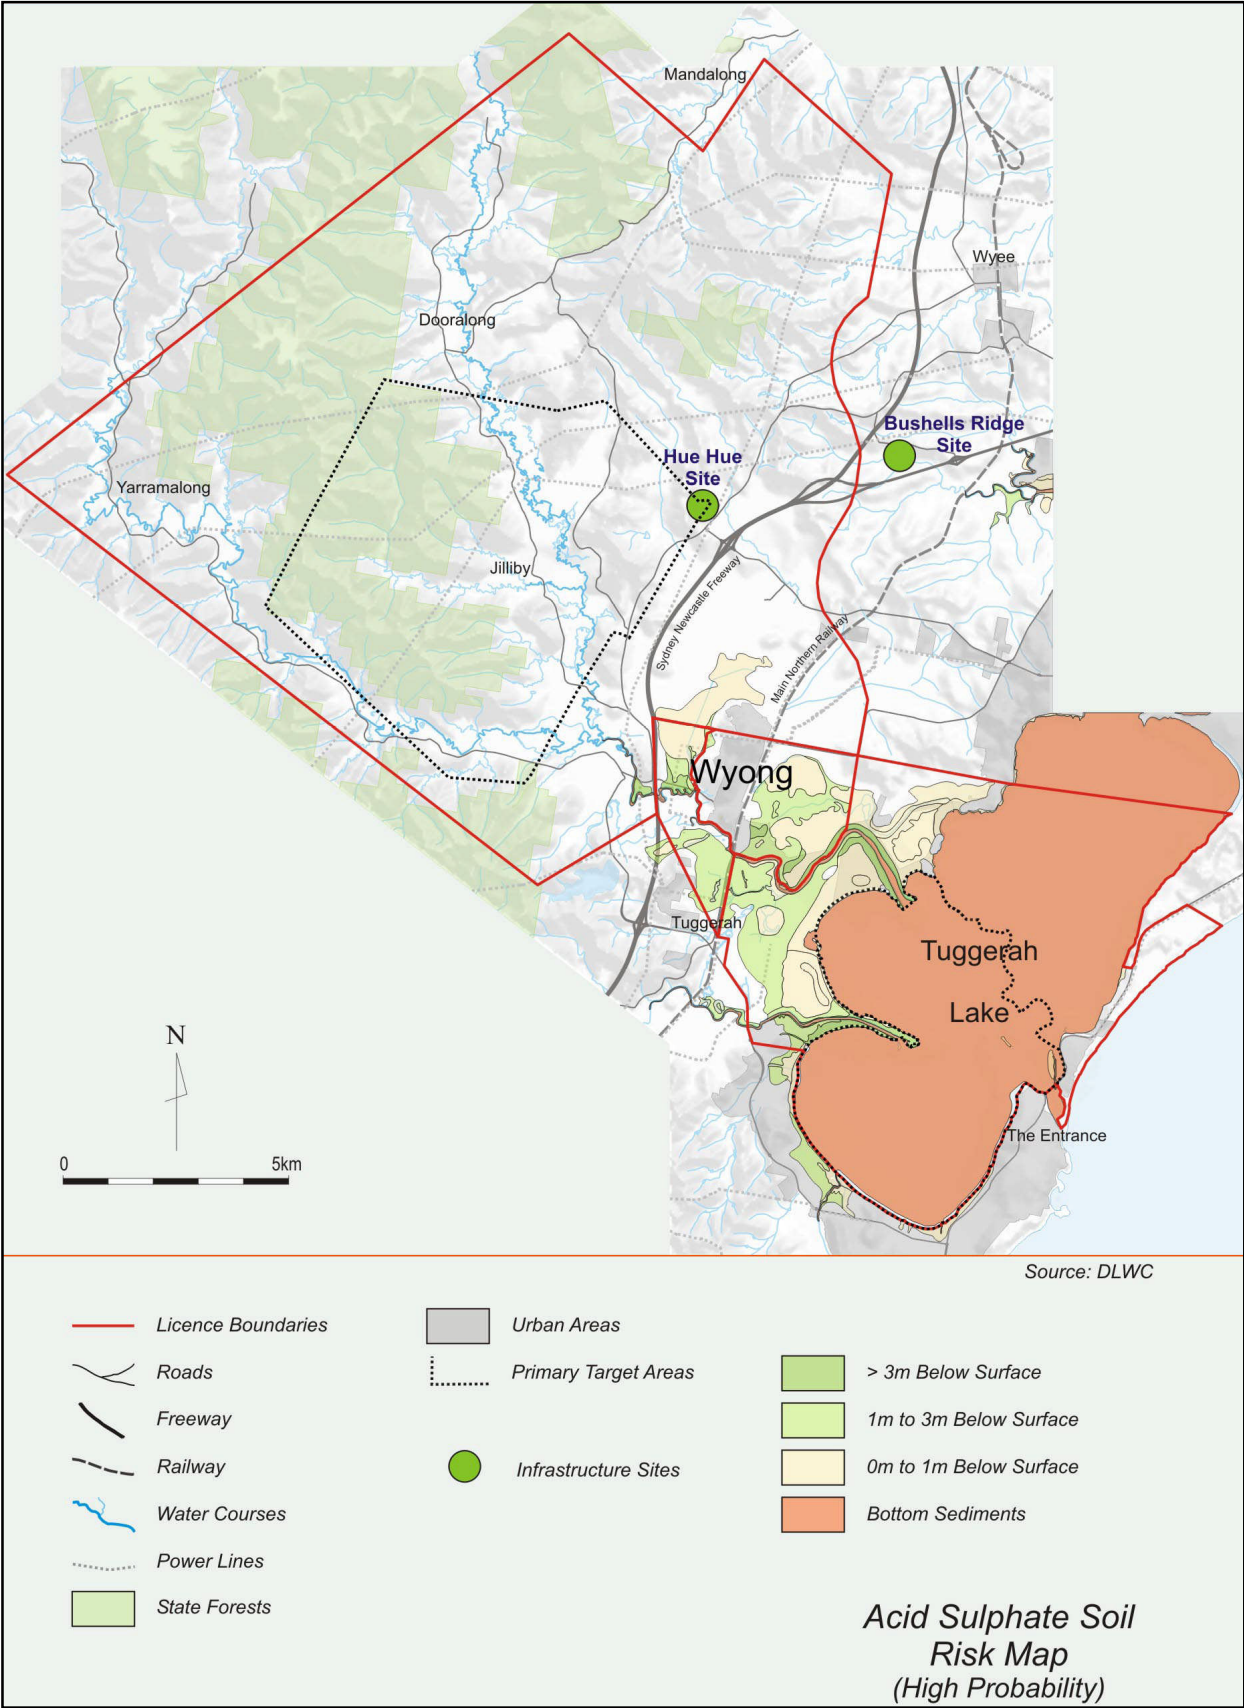 Mandalong
Wyee
Dooralong
Bushells Ridge
Site
Hue Hue
Site
Yarramalong
Jilliby
Sydney Newcastle Freeway
Main Northern Railway
Wyong
Tuggerah
Tuggerah
Lake
The Entrance
N
0 5km
Source: DLWC
Licence Boundaries
Roads
Freeway
Railway
Water Courses
Power Lines
State Forests
Urban Areas
Primary Target Areas
Infrastructure Sites
> 3m Below Surface
1m to 3m Below Surface
0m to 1m Below Surface
Bottom Sediments
Acid Sulphate Soil
Risk Map
(High Probability)